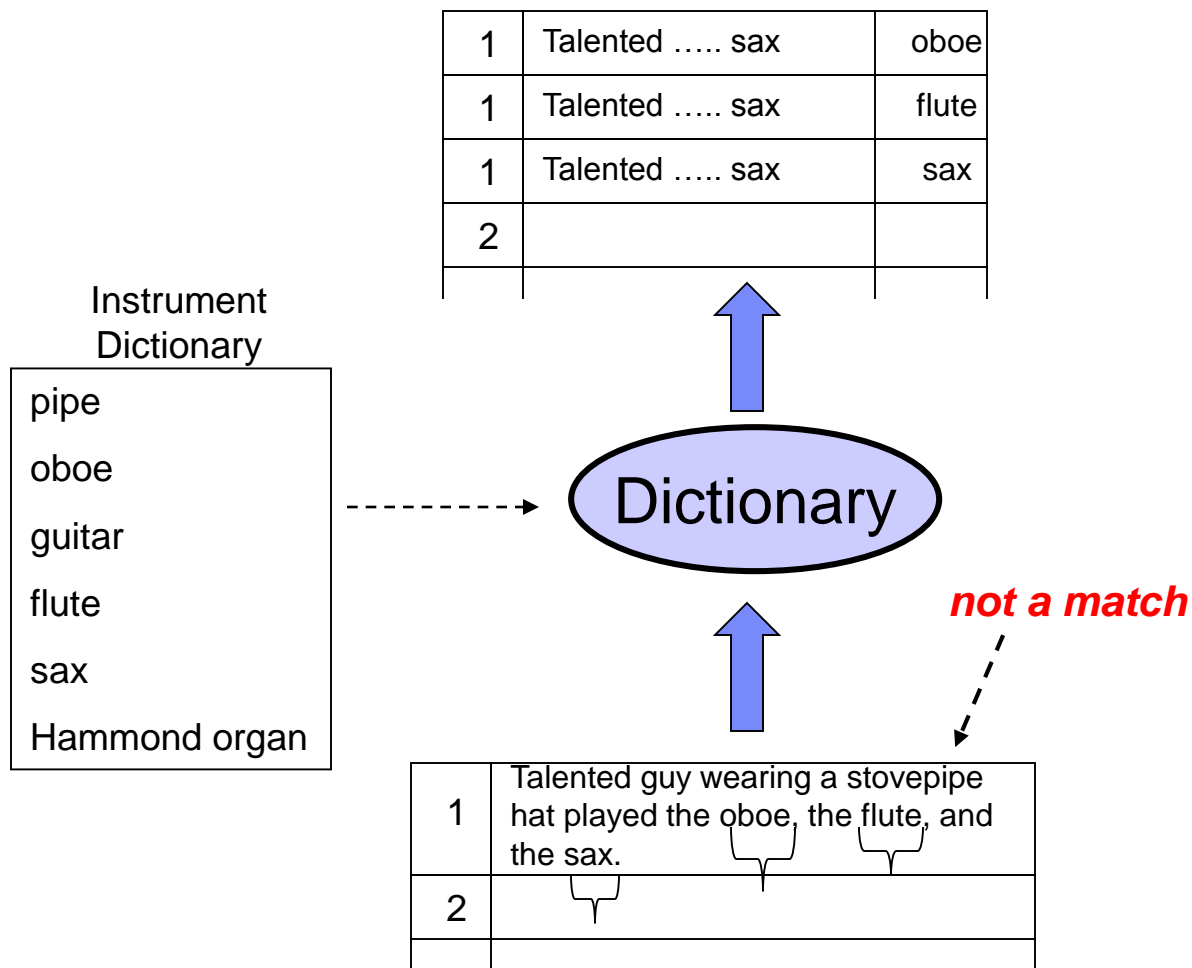 1 Talented ….. sax oboe
1 Talented ….. sax flute
1 Talented ….. sax sax
2
Instrument
Dictionary
pipe
oboe
guitar
flute
sax
Hammond organ
Dictionary
not a match
1 Talented guy wearing a stovepipe
hat played the oboe, the flute, and
the sax.
2